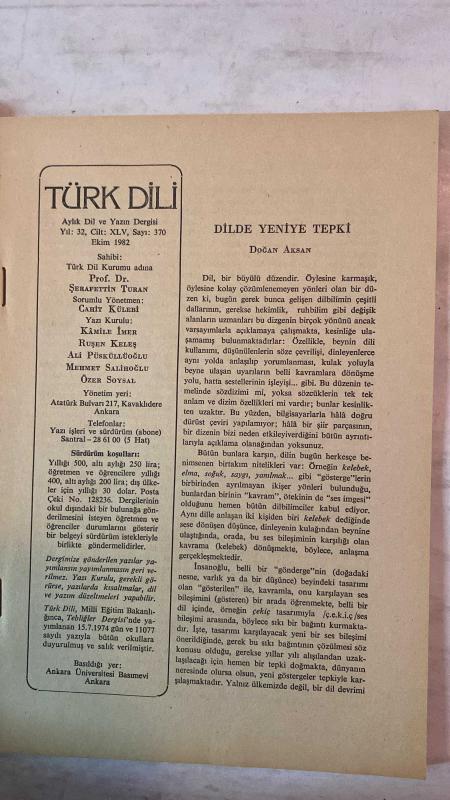 TÜRK DİLİ
Aylık Dil ve Yazın Dergisi
Yıl: 32, Cilt: XLV, Sayı: 370
Ekim 1982
Sahibi:
Türk Dil Kurumu adına
Prof. Dr.
ŞERAFETTİN TURAN
Sorumlu Yönetmen:
CAHİT KÜLEBİ
Yazı Kurulu:
KÂMİLE İMER
RUŞEN KELEŞ
ALİ PÜSKÜLLÜOĞLU
MEHMET SALİHOĞLU
ÖZER SOYSAL
Yönetim yeri:
Atatürk Bulvarı 217, Kavaklıdere
Ankara
Telefonlar:
Yazı işleri ve sürdürüm (abone)
Santral – 28 61 00 (5 Hat)
Sürdürüm koşulları:
Yıllığı 500, altı aylığı 250 lira;
öğretmen ve öğrencilere yıllığı
400, altı aylığı 200 lira; dış ülke-
ler için yıllığı 30 dolar. Posta
Çeki No. 128236. Dergilerinin
okul dışındaki bir bulunağa gön-
derilmesini isteyen öğretmen ve
öğrenciler durumlarını gösterir
bir belgeyi sürdürüm istekleriyle
birlikte göndermelidirler.
Dergimize gönderilen yazılar ya-
yımlansın yayımlanmasın geri ve-
rilmez. Yazı Kurulu, gerekli gö-
rürse, yazılarda kısaltmalar, dil
ve yazım düzeltmeleri yapabilir.
Türk Dili, Milli Eğitim Bakanlı-
ğınca, Tebliğler Dergisi'nde ya-
yımlanan 15.7.1974 gün ve 11077
sayılı yazıyla bütün okullara
duyurulmuş ve salık verilmiştir.
Basıldığı yer:
Ankara Üniversitesi Basımevi
Ankara
DİLDE YENİYE TEPKİ
DOĞAN AKSAN
Dil, bir büyülü düzendir. Öylesine karmaşık,
öylesine kolay çözümlenemeyen yönleri olan bir dü-
zen ki, bugün gerek bunca gelişen dilbilimin çeşitli
dallarının, gerekse hekimlik, ruhbilim gibi değişik
alanların uzmanları bu dizgenin birçok yönünü ancak
varsayımlarla açıklamaya çalışmakta, kesinliğe ula-
şamamış bulunmaktadırlar: Özellikle, beynin dili
kullanımı, düşünülenlerin söze çevrilişi, dinleyenlerce
aynı yolda anlaşılıp yorumlanması, kulak yoluyla
beyne ulaşan uyarıların belli kavramlara dönüşme
yolu, hatta sestellerinin işleyişi... gibi. Bu düzenin te-
melinde sözdizimi mi, yoksa sözcüklerin tek tek
anlam ve dizim özellikleri mi vardır; bunlar kesinlik-
ten uzaktır. Bu yüzden, bilgisayarlarla hâlâ doğru
dürüst çeviri yapılamıyor; hâlâ bir şiir parçasının,
bir dizenin bizi neden etkileyiverdiğini bütün ayrıntı-
larıyla açıklama olanağından yoksunuz.
Bütün bunlara karşın, dilin bugün herkesçe be-
nimsenen birtakım nitelikleri var: Örneğin kelebek,
elma, soğuk, saygı, yanılmak... gibi "gösterge"lerin
birbirinden ayrılmayan ikişer yönleri bulunduğu,
bunlardan birinin "kavram", ötekinin de "ses imgesi"
olduğunu hemen bütün dilbilimciler kabul ediyor.
Aynı dille anlaşan iki kişiden biri kelebek dediğinde
sese dönüşen düşünce, dinleyenin kulağından beynine
ulaştığında, orada, bu ses bileşiminin karşılığı olan
kavrama (kelebek) dönüşmekte, böylece, anlaşma
gerçekleşmektedir.
İnsanoğlu, belli bir "gönderge"nin (doğadaki
nesne, varlık ya da bir düşünce) beyindeki tasarımı
olan "gösterilen" ile, kavramla, onu karşılayan ses
bileşimini (gösteren) bir arada öğrenmekte, belli bir
dil içinde, örneğin çekiç tasarımıyla /ç.e.k.i.ç/ ses
bileşimi arasında, böylece sıkı bir bağıntı kurmakta-
dır. İşte, tasarımı karşılayacak yeni bir ses bileşimi
önerildiğinde, gerek bu sıkı bağıntının çözülmesi söz
konusu olduğu, gerekse yıllar yılı alışılandan uzak-
laşılacağı için hemen bir tepki doğmakta, dünyanın
neresinde olursa olsun, yeni göstergeler tepkiyle kar-
şılaşmaktadır. Yalnız ülkemizde değil, bir dil devrimi